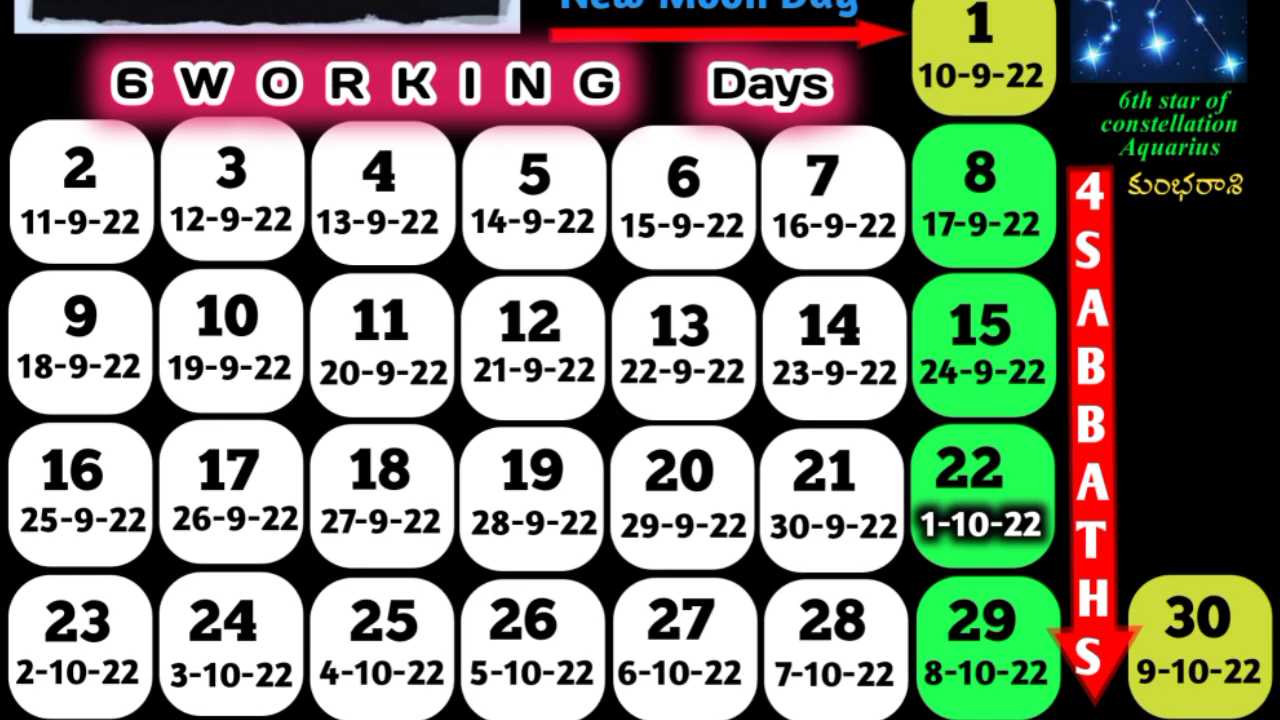 New Moon Day
1
10-9-22
6 WORKING Days
6th star of
constellation
Aquarius
కుంభరాశి
2 3 4 5 6 7 8
11-9-22 12-9-22 13-9-22 14-9-22 15-9-22 16-9-22 17-9-22
9 10 11 12 13 14 15
18-9-22 19-9-22 20-9-22 21-9-22 22-9-22 23-9-22 24-9-22
16 17 18 19 20 21 22
25-9-22 26-9-22 27-9-22 28-9-22 29-9-22 30-9-22 1-10-22
23 24 25 26 27 28 29 30
2-10-22 3-10-22 4-10-22 5-10-22 6-10-22 7-10-22 8-10-22 9-10-22
4 SABBATHS